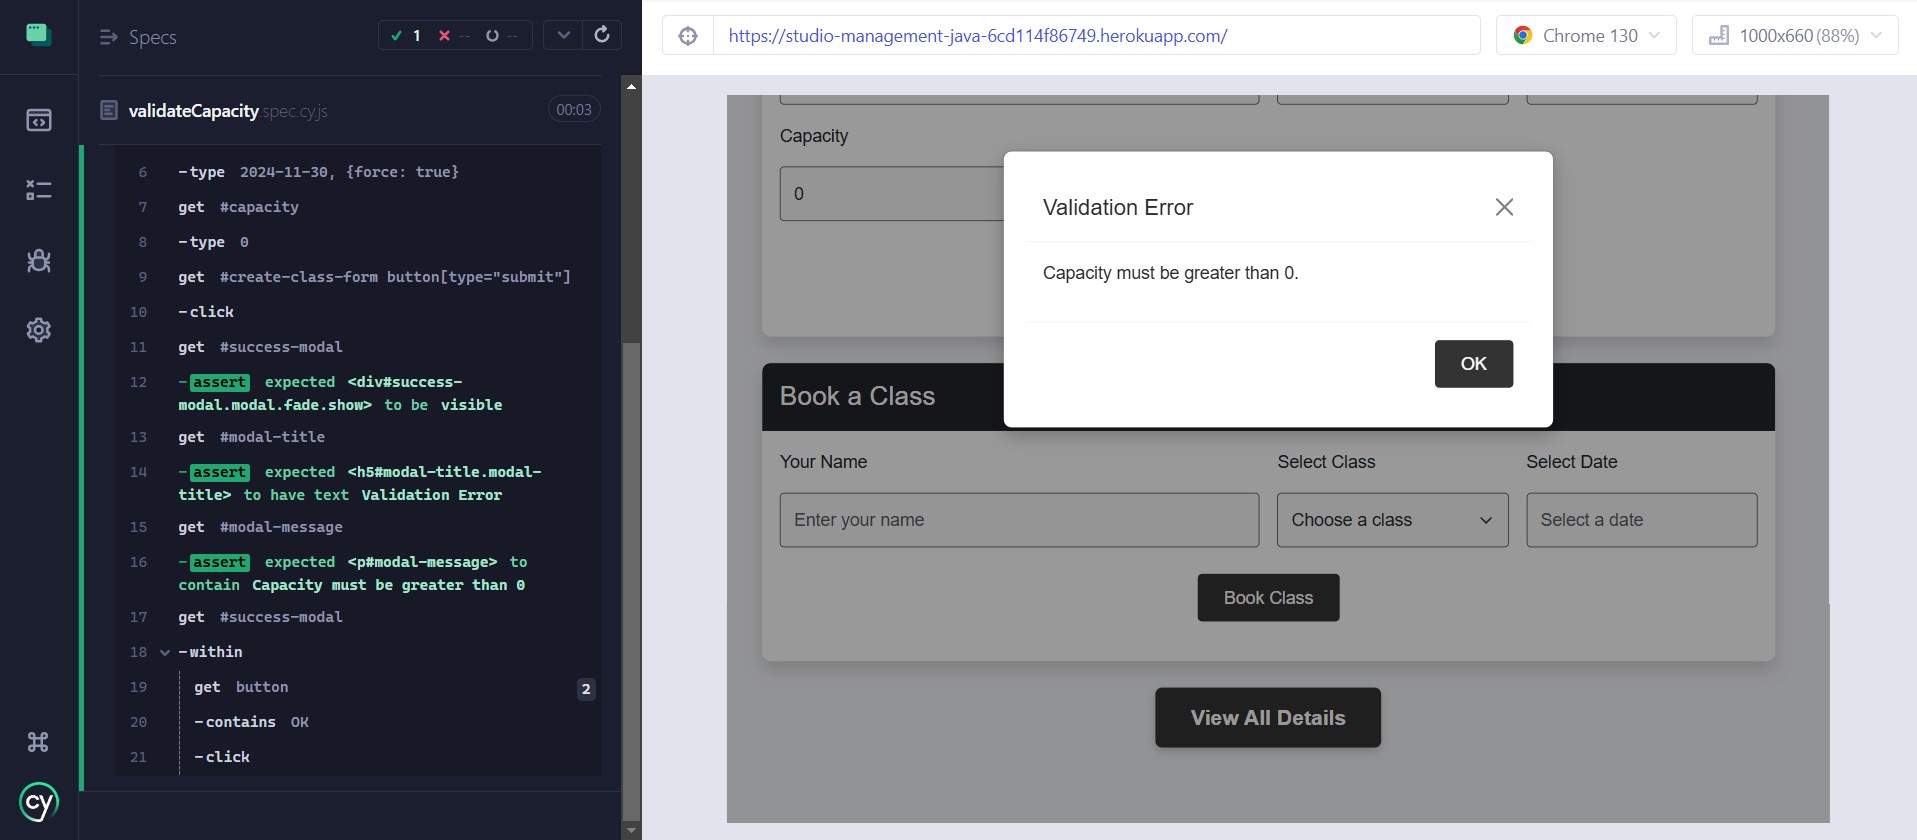 Specs
1 -- --
validateCapacity.spec.cy.js 00:03
6 -type 2024-11-30, {force: true}
7 get #capacity
8 -type 0
9 get #create-class-form button[type="submit"]
10 -click
11 get #success-modal
12 -assert expected <div#success-
modal.modal.fade.show> to be visible
13 get #modal-title
14 -assert expected <h5#modal-title.modal-
title> to have text Validation Error
15 get #modal-message
16 -assert expected <p#modal-message> to
contain Capacity must be greater than 0
17 get #success-modal
18 -within
19 get button 2
20 -contains OK
21 -click
cy
https://studio-management-java-6cd114f86749.herokuapp.com/
Chrome 130
1000x660 (88%)
Capacity
0
Validation Error
Capacity must be greater than 0.
OK
Book a Class
Your Name Select Class Select Date
Enter your name Choose a class Select a date
Book Class
View All Details